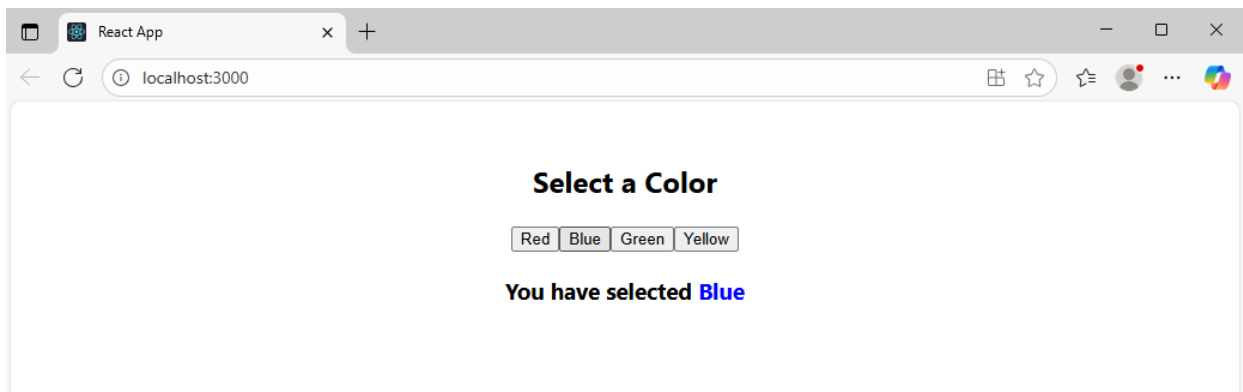 React App
localhost:3000
Select a Color
Red Blue Green Yellow
You have selected Blue